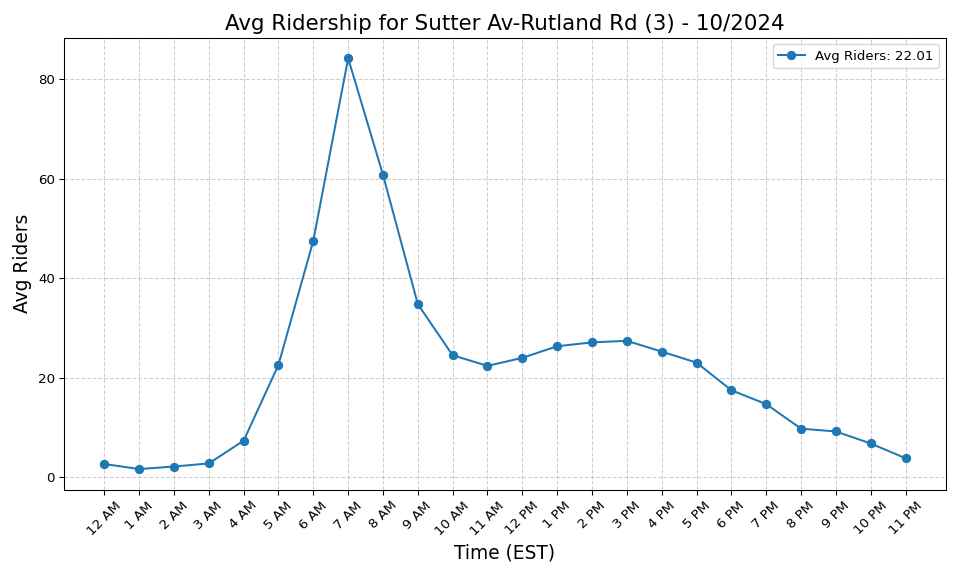 Avg Ridership for Sutter Av-Rutland Rd (3) - 10/2024
Avg Riders: 22.01
Avg Riders
80
60
40
20
0
12 AM
1 AM
2 AM
3 AM
4 AM
5 AM
6 AM
7 AM
8 AM
9 AM
10 AM
11 AM
12 PM
1 PM
2 PM
3 PM
4 PM
5 PM
6 PM
7 PM
8 PM
9 PM
10 PM
11 PM
Time (EST)